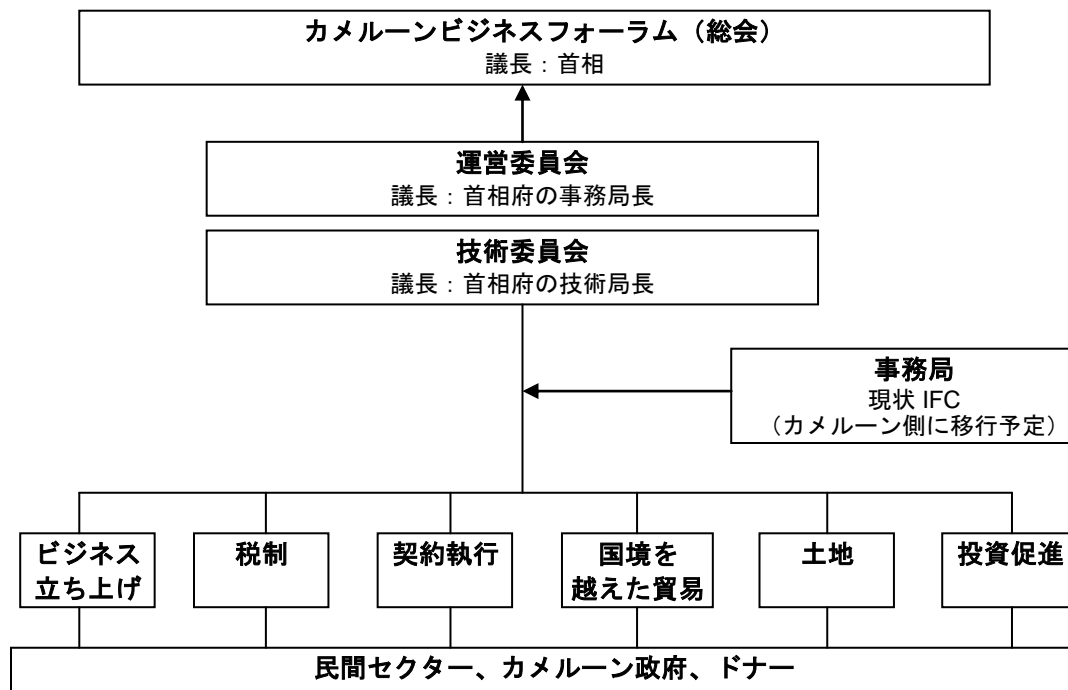 カメルーンビジネスフォーラム（総会）
議長：首相
運営委員会
議長：首相府の事務局長
技術委員会
議長：首相府の技術局長
事務局
現状 IFC
（カメルーン側に移行予定）
ビジネス
立ち上げ
税制
契約執行
国境を
越えた貿易
土地
投資促進
民間セクター、カメルーン政府、ドナー